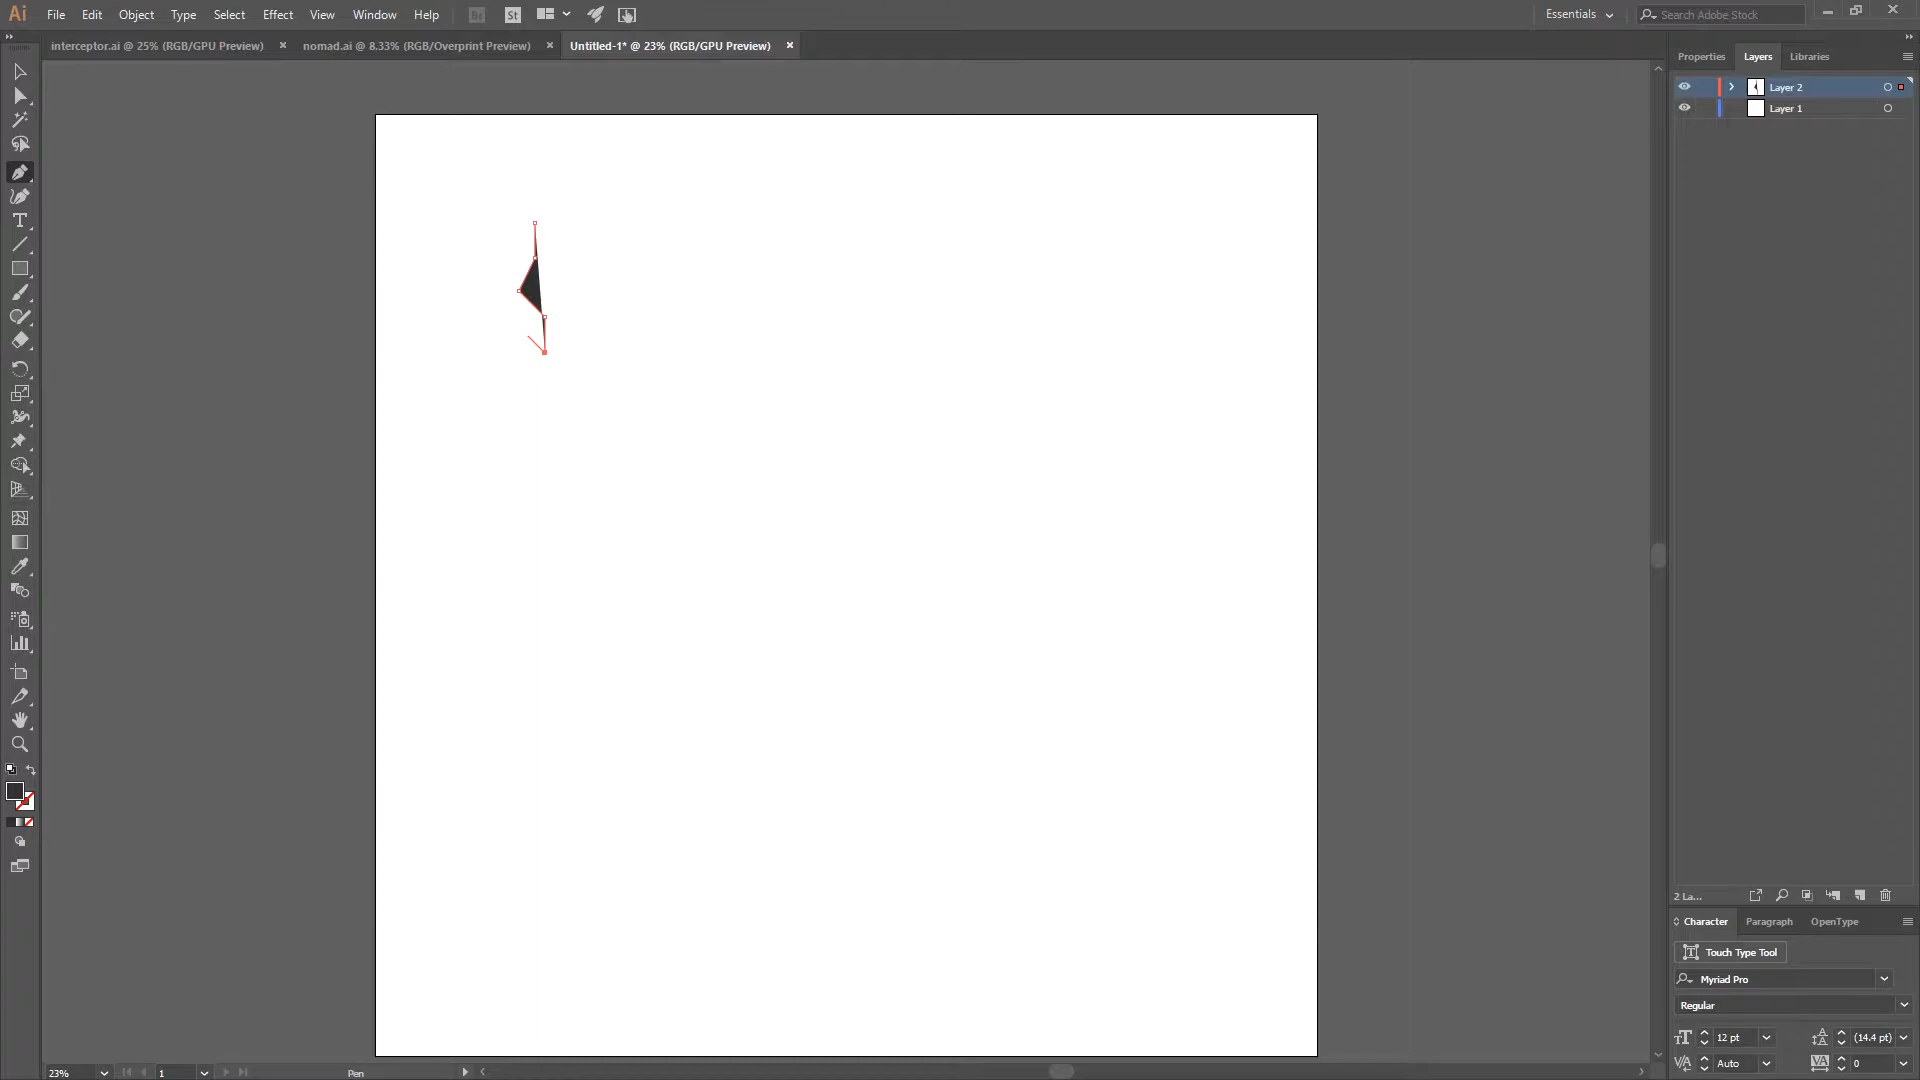 Ai File Edit Object Type Select Effect View Window Help Br St Essentials Search Adobe Stock
interceptor.ai @ 25% (RGB/GPU Preview) × nomad.ai @ 8.33% (RGB/Overprint Preview) × Untitled-1* @ 23% (RGB/GPU Preview) ×
Properties Layers Libraries
Layer 2
Layer 1
2 La...
Character Paragraph OpenType
Touch Type Tool
Myriad Pro
Regular
12 pt (14.4 pt)
Auto 0
23% 1 Pen